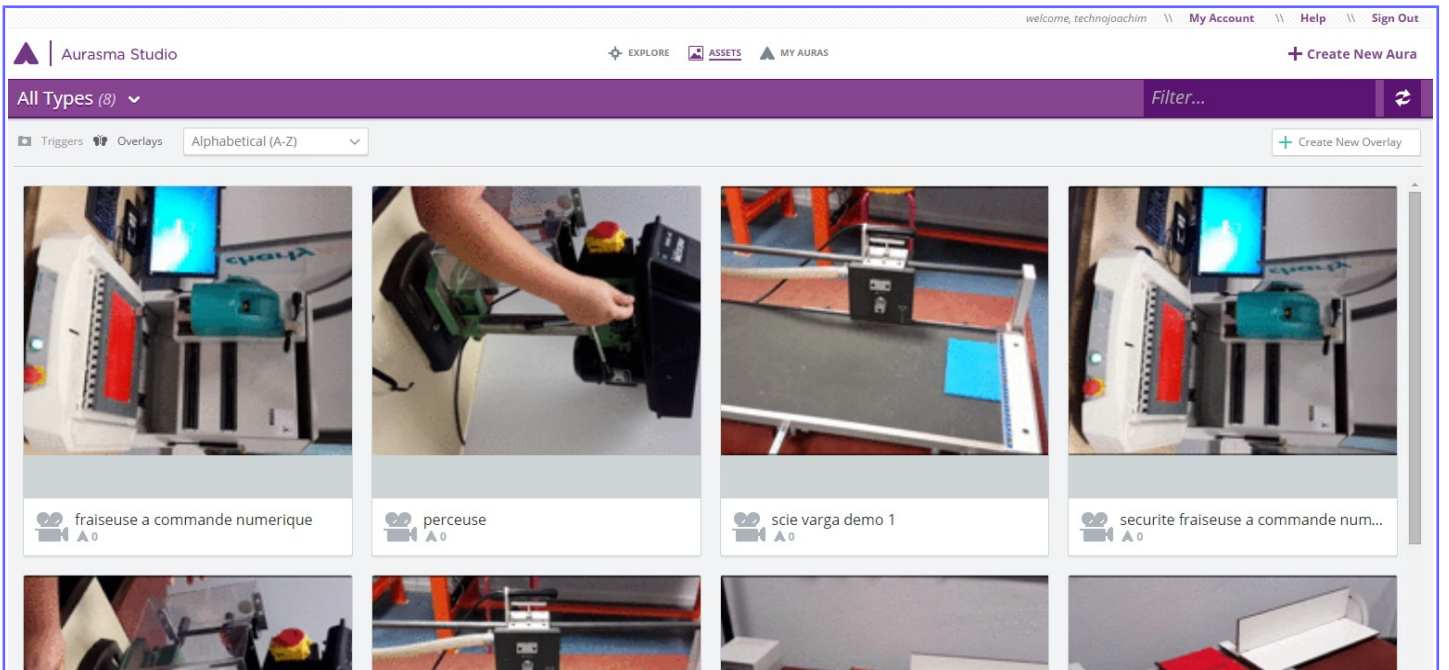 welcome, technojoachim \\ My Account \\ Help \\ Sign Out
Aurasma Studio
EXPLORE ASSETS MY AURAS
+ Create New Aura
All Types (8)
Filter...
Triggers Overlays Alphabetical (A-Z)
+ Create New Overlay
charly
charly
fraiseuse a commande numerique
0
perceuse
0
scie varga demo 1
0
securite fraiseuse a commande num...
0